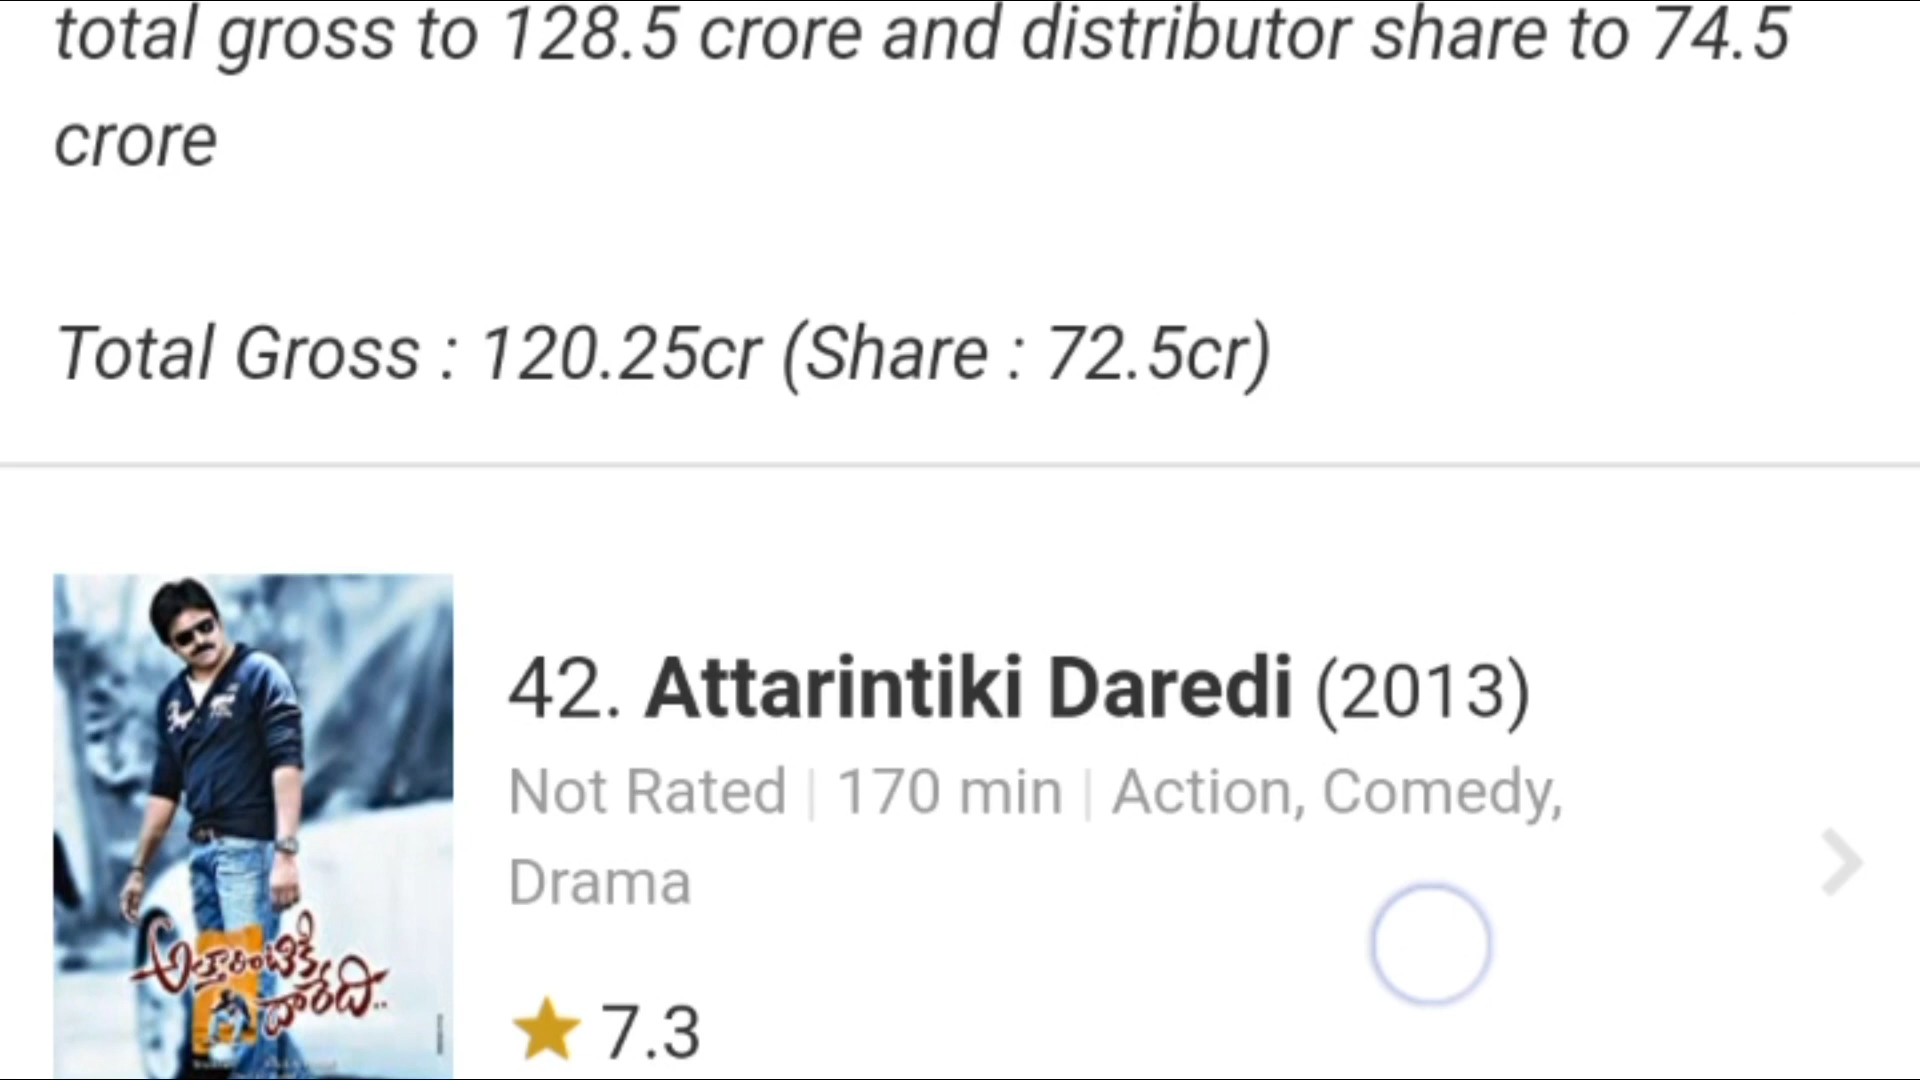 total gross to 128.5 crore and distributor share to 74.5
crore
Total Gross : 120.25cr (Share : 72.5cr)
42. Attarintiki Daredi (2013)
Not Rated | 170 min | Action, Comedy,
Drama
7.3
అత్తారింటికి
దారేది..